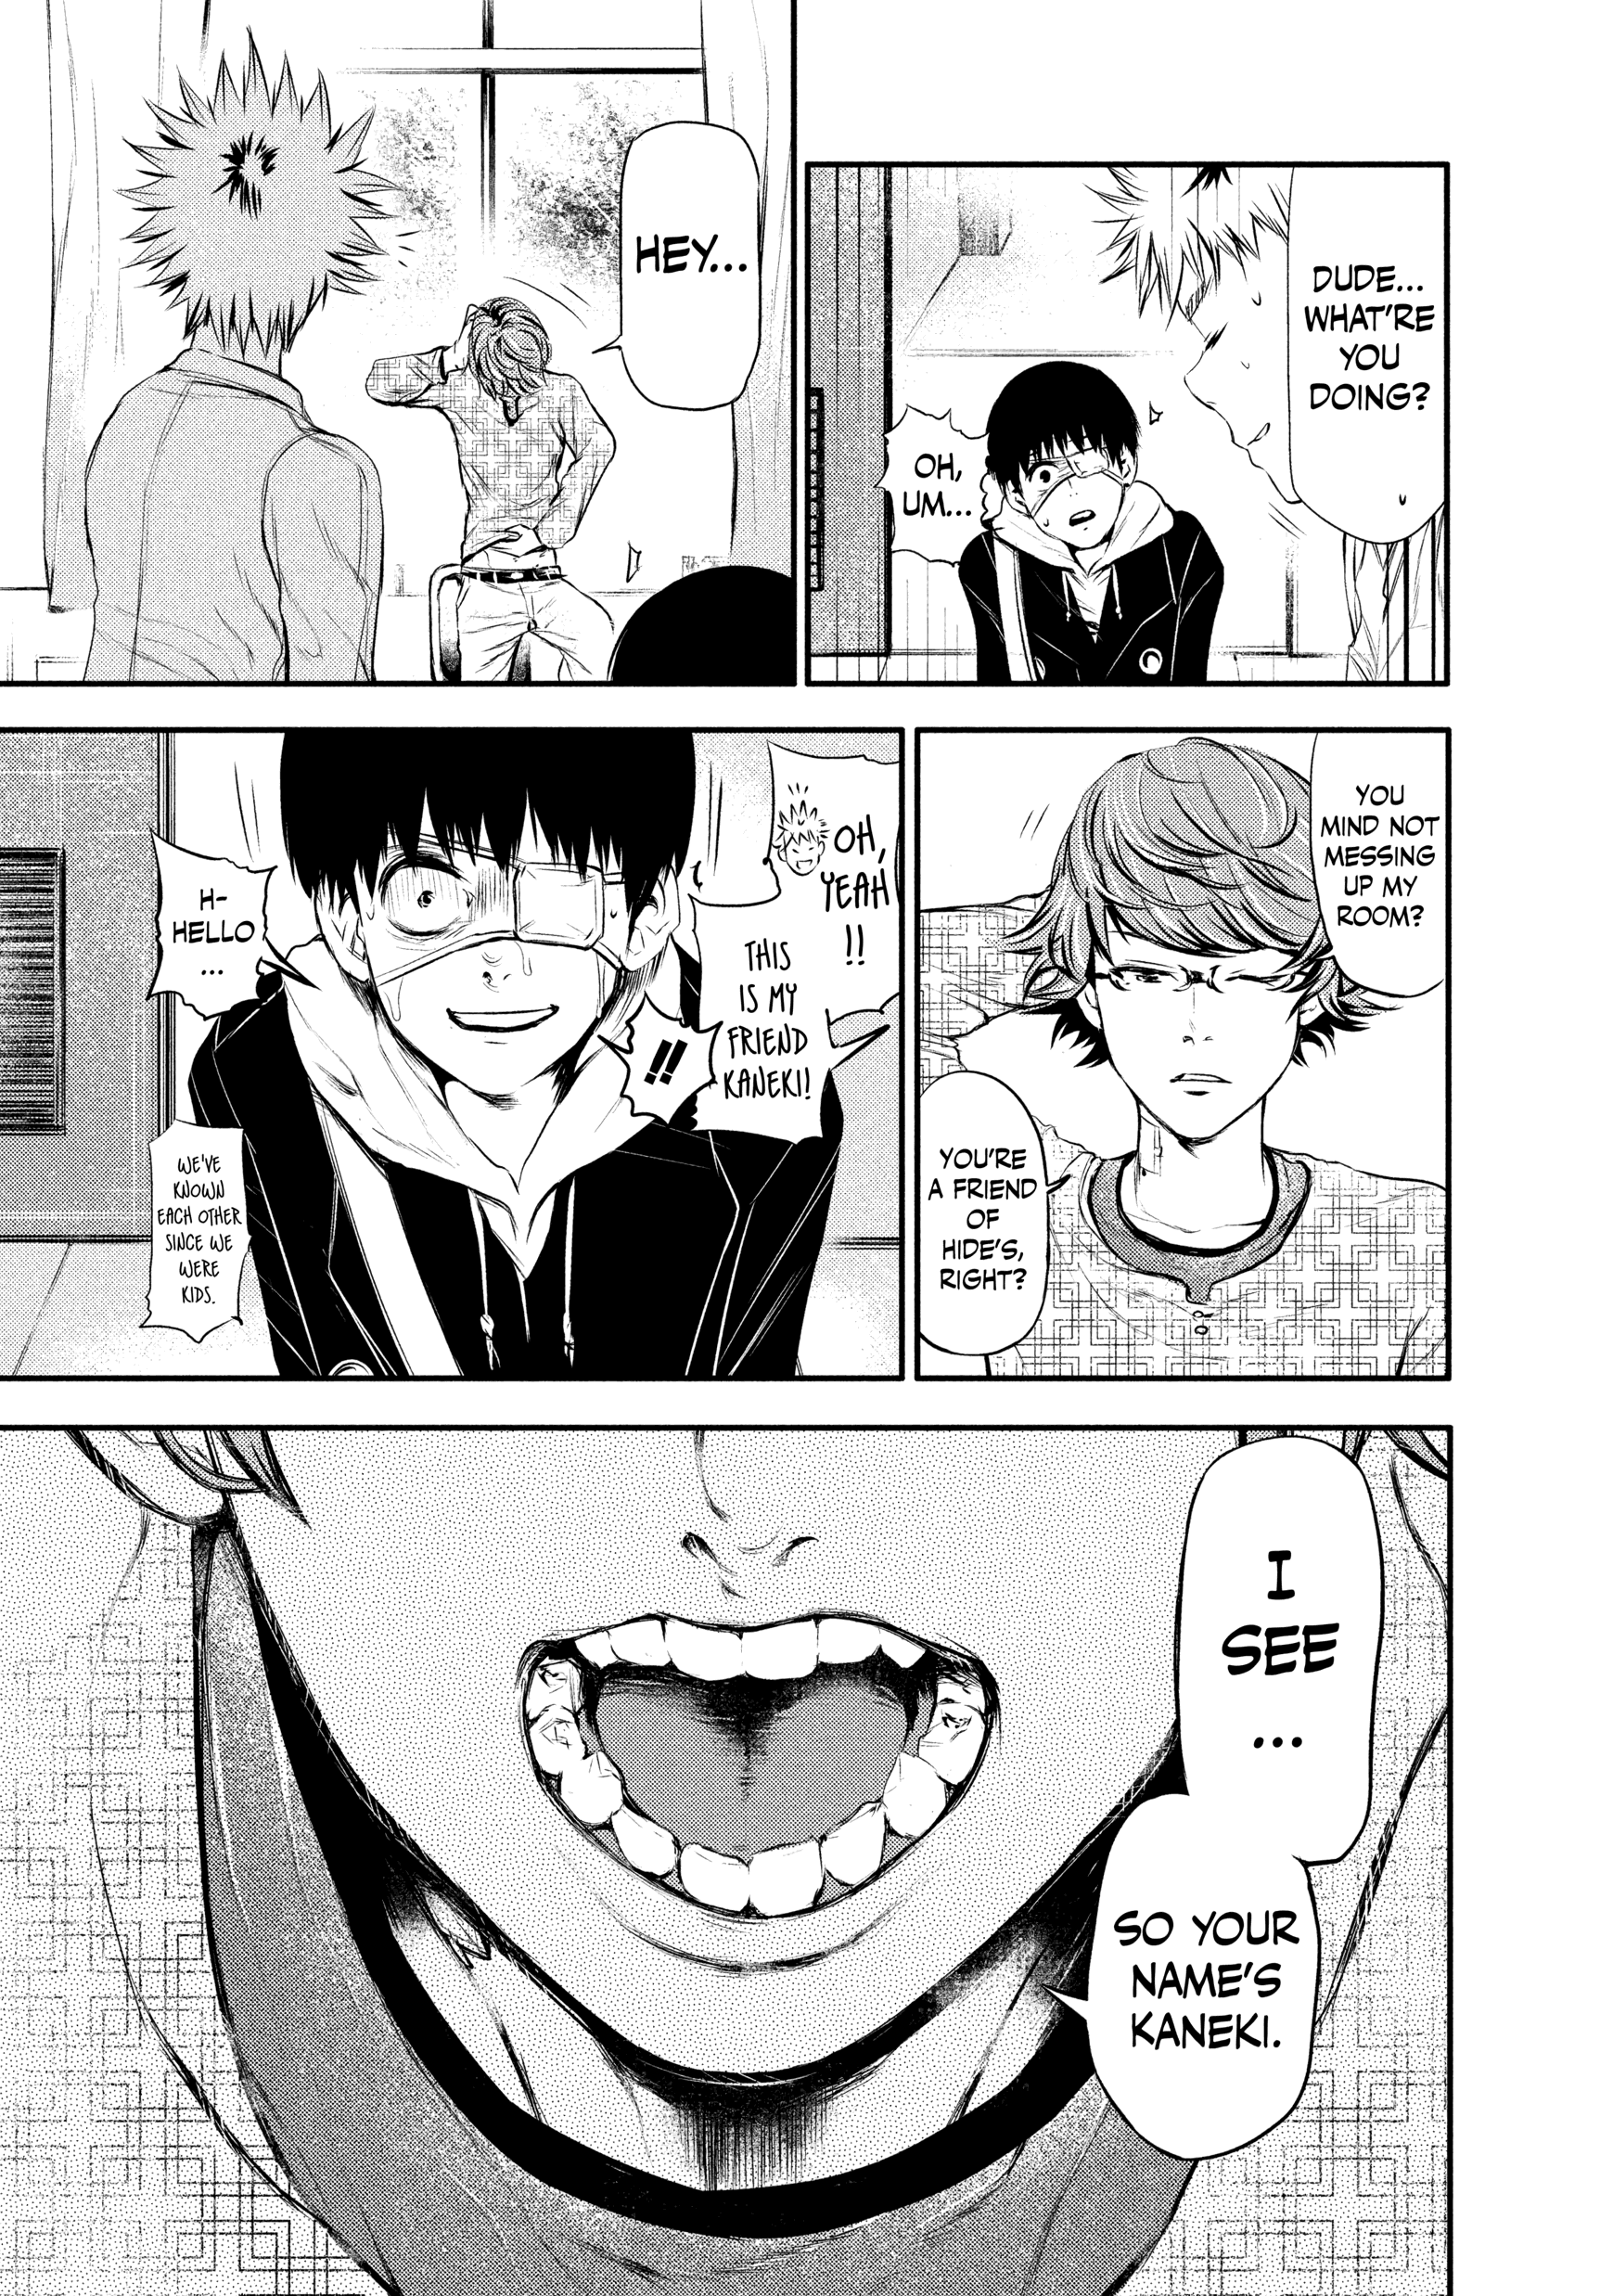 DUDE...
WHAT'RE
YOU
DOING?
OH,
UM...
HEY...
YOU
MIND NOT
MESSING
UP MY
ROOM?
YOU'RE
A FRIEND
OF
HIDE'S,
RIGHT?
OH,
YEAH
!!
THIS
IS MY
FRIEND
KANEKI!
!!
H-
HELLO
...
WE'VE
KNOWN
EACH OTHER
SINCE WE
WERE
KIDS.
I
SEE
...
SO YOUR
NAME'S
KANEKI.